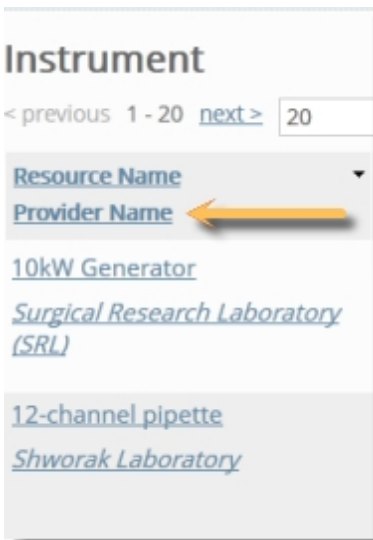 Instrument
< previous 1 - 20 next > 20
Resource Name
Provider Name
10kW Generator
Surgical Research Laboratory
(SRL)
12-channel pipette
Shworak Laboratory